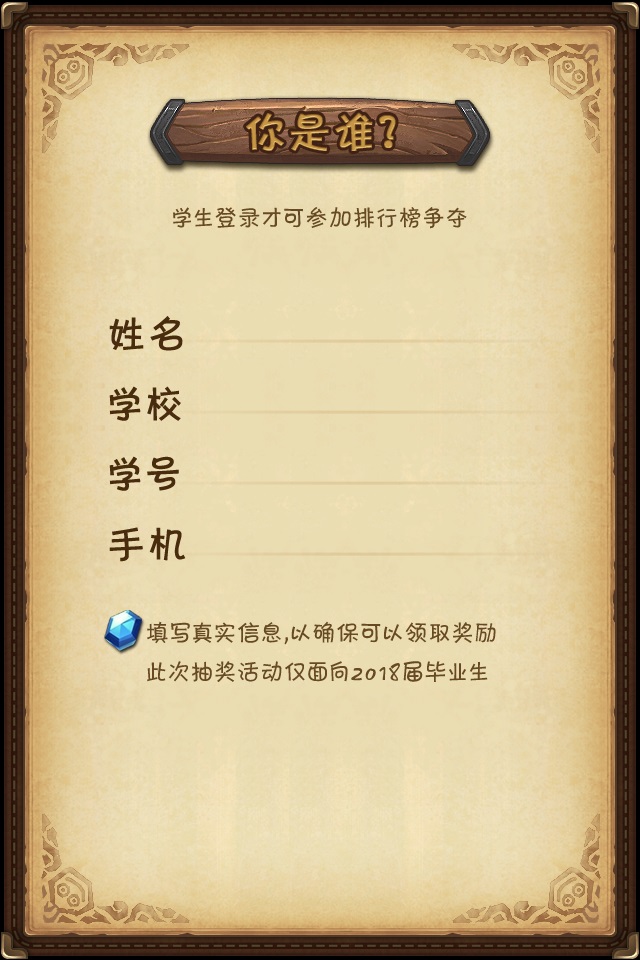 你是谁?
学生登录才可参加排行榜争夺
姓名
学校
学号
手机
填写真实信息,以确保可以领取奖励
此次抽奖活动仅面向2018届毕业生